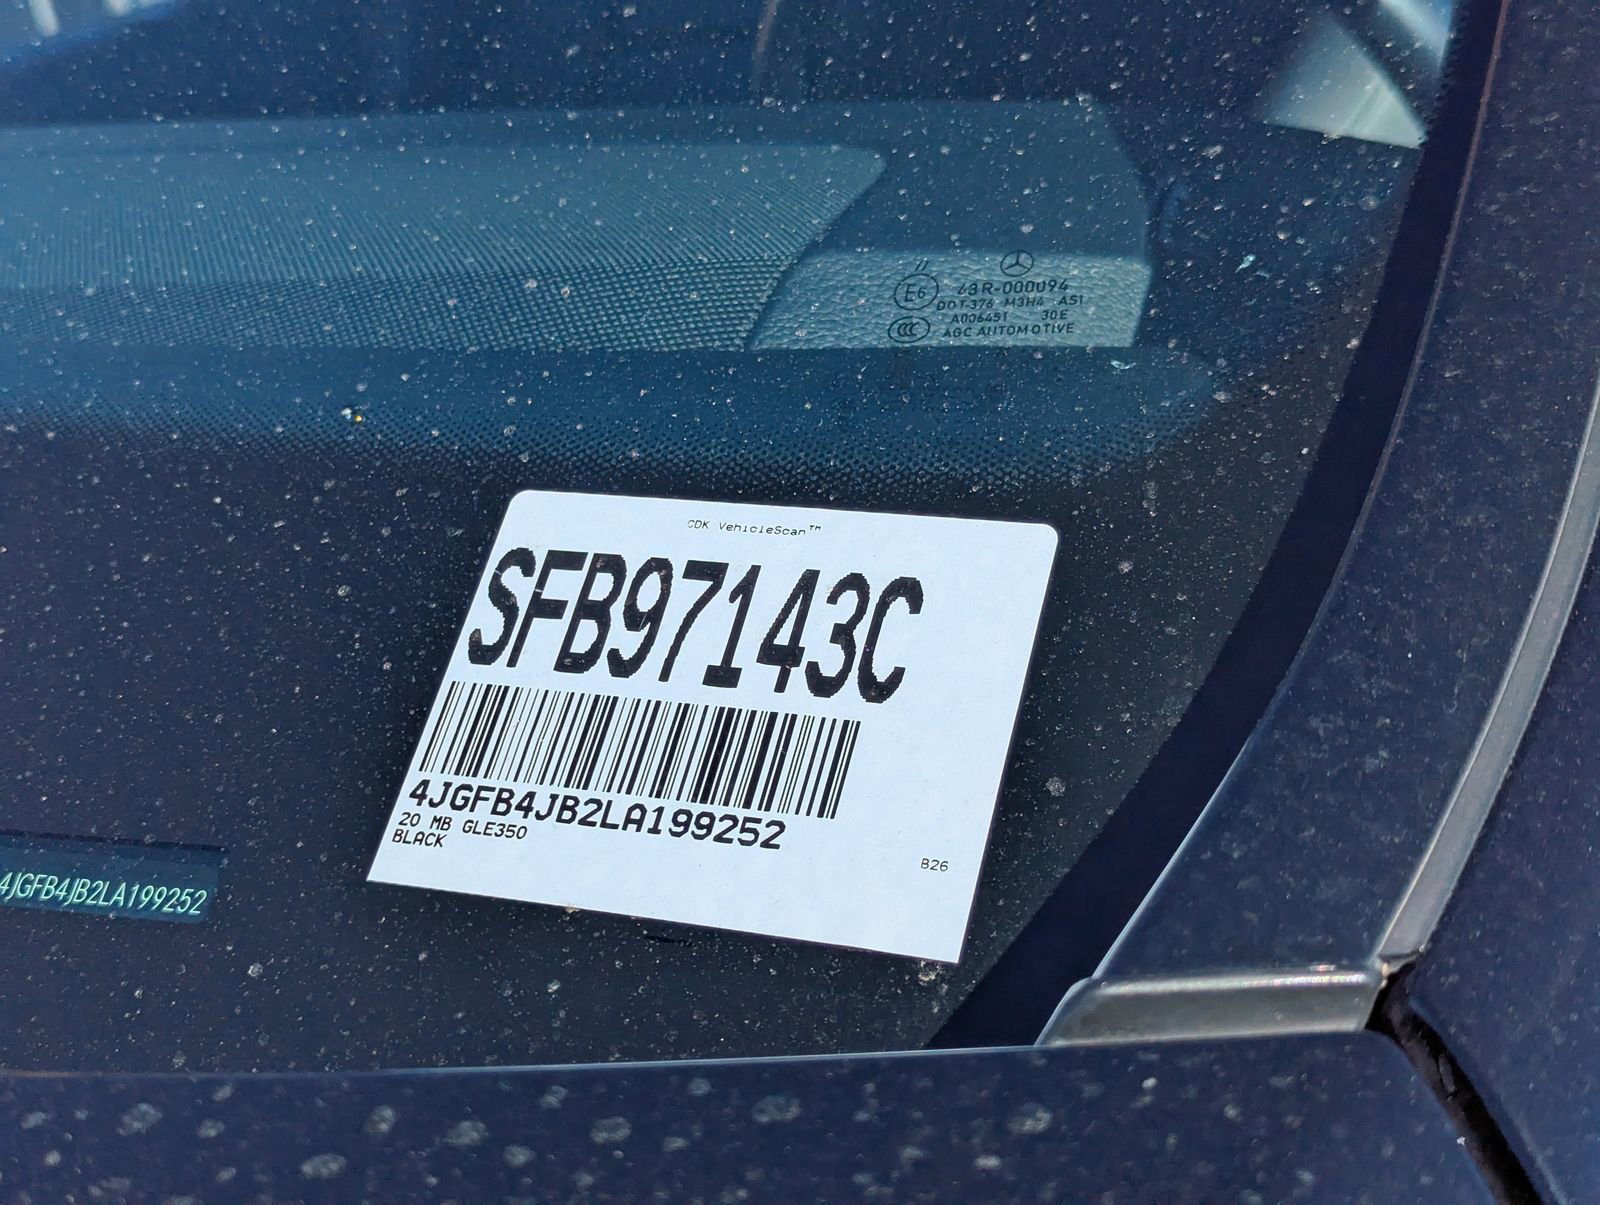 E6 43R-000094
DOT-376 M3H4 AS1
A006451 30E
CCC AGC AUTOMOTIVE
CDK VehicleScan™
SFB97143C
4JGFB4JB2LA199252
20 MB GLE350
BLACK
B26
4JGFB4JB2LA199252